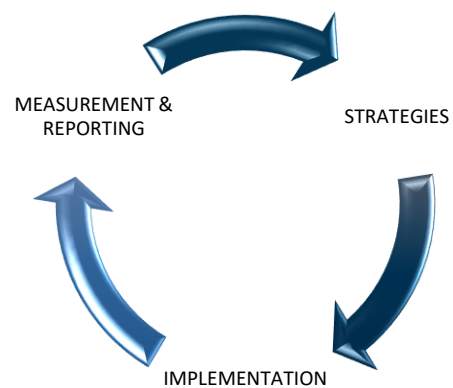 MEASUREMENT &
REPORTING
STRATEGIES
IMPLEMENTATION